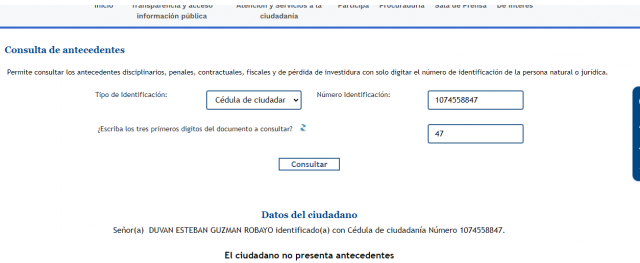 Inicio Transparencia y acceso Atención y servicios a la Participa Procuraduría Sala de Prensa De Interés
información pública ciudadanía
Consulta de antecedentes
Permite consultar los antecedentes disciplinarios, penales, contractuales, fiscales y de pérdida de investidura con solo digitar el número de identificación de la persona natural o jurídica.
Tipo de Identificación: Cédula de ciudadar Número Identificación: 1074558847
¿Escriba los tres primeros digitos del documento a consultar? 47
Consultar
Datos del ciudadano
Señor(a) DUVAN ESTEBAN GUZMAN ROBAYO identificado(a) con Cédula de ciudadanía Número 1074558847.
El ciudadano no presenta antecedentes